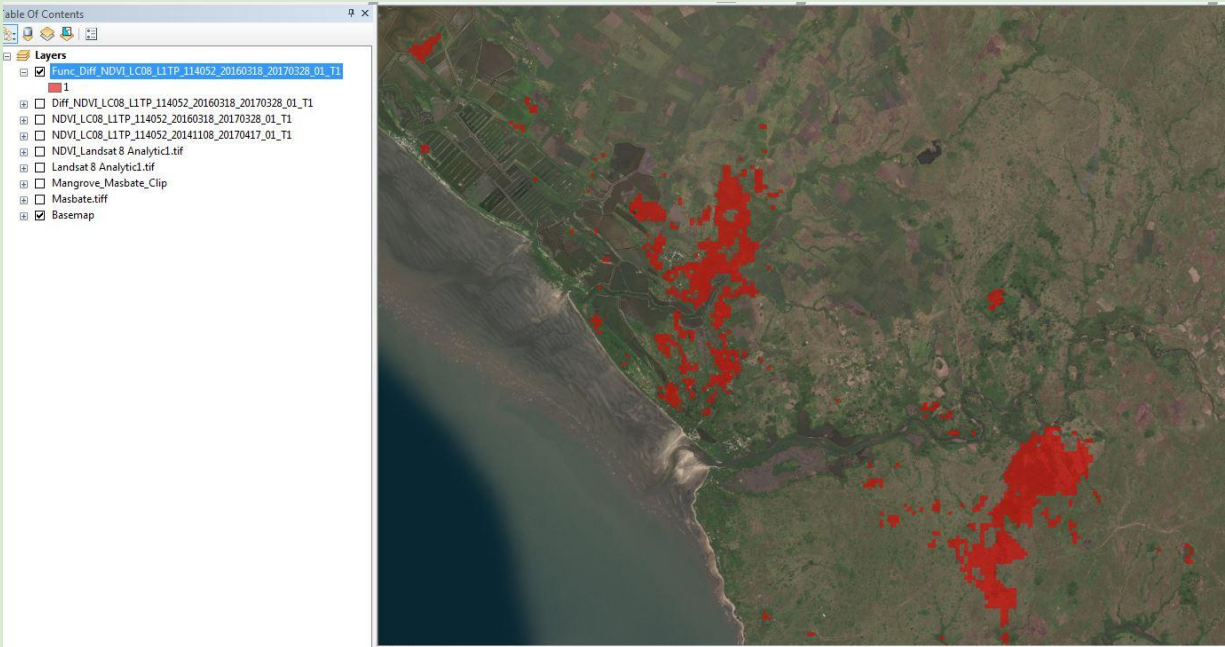 Table Of Contents
Layers
Func_Diff_NDVI_LC08_L1TP_114052_20160318_20170328_01_T1
1
Diff_NDVI_LC08_L1TP_114052_20160318_20170328_01_T1
NDVI_LC08_L1TP_114052_20160318_20170328_01_T1
NDVI_LC08_L1TP_114052_20141108_20170417_01_T1
NDVI_Landsat 8 Analytic1.tif
Landsat 8 Analytic1.tif
Mangrove_Masbate_Clip
Masbate.tiff
Basemap